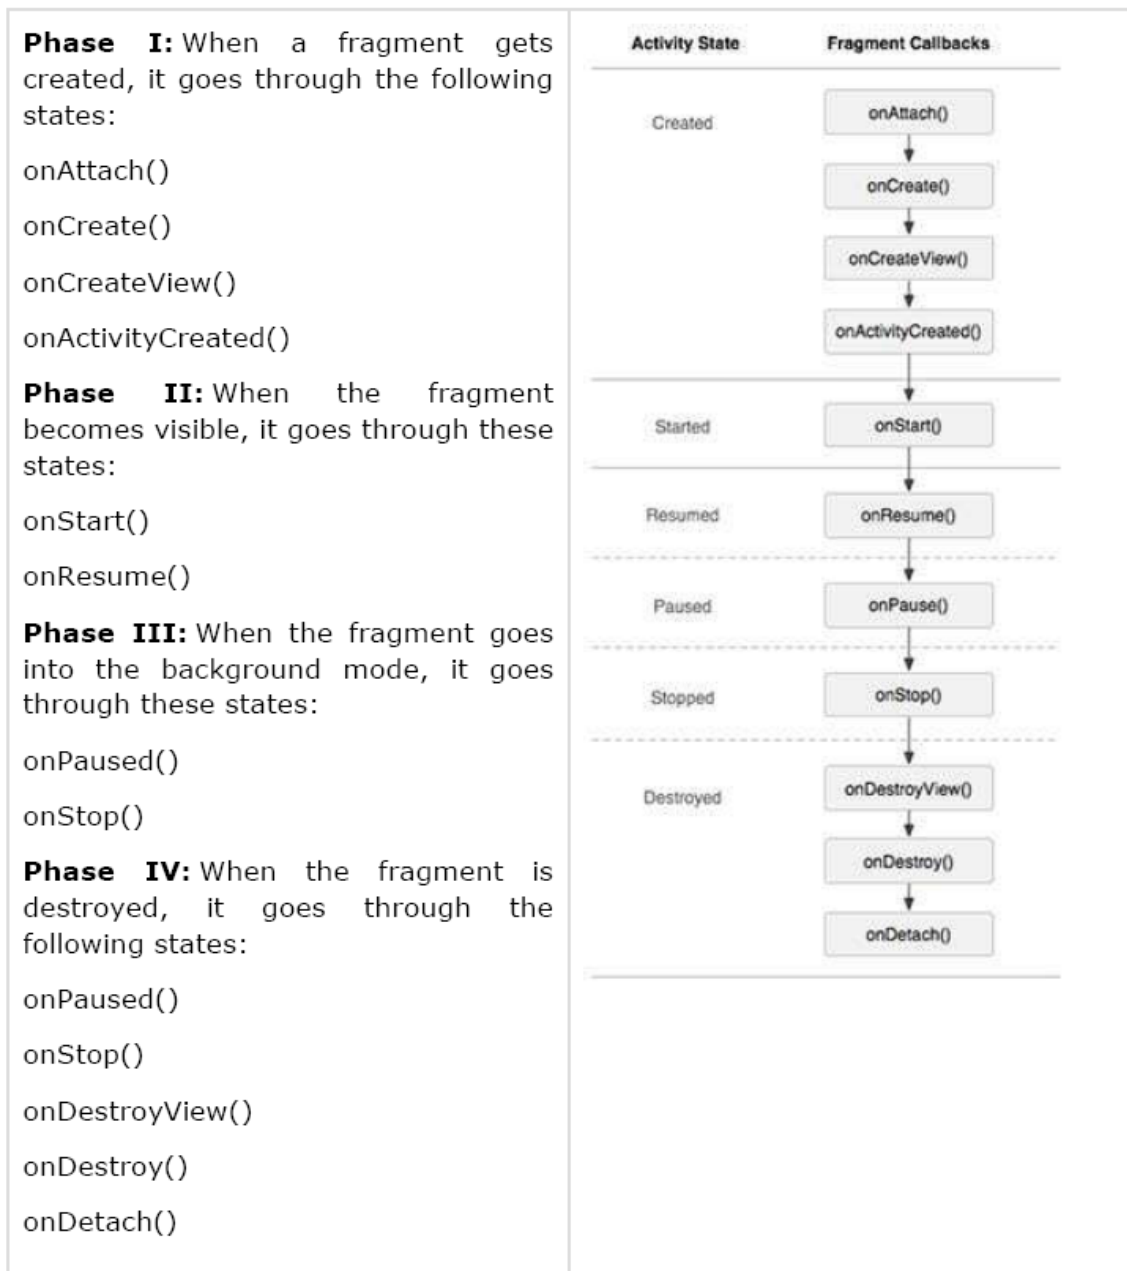 Phase I: When a fragment gets
created, it goes through the following
states:
onAttach()
onCreate()
onCreateView()
onActivityCreated()
Phase II: When the fragment
becomes visible, it goes through these
states:
onStart()
onResume()
Phase III: When the fragment goes
into the background mode, it goes
through these states:
onPaused()
onStop()
Phase IV: When the fragment is
destroyed, it goes through the
following states:
onPaused()
onStop()
onDestroyView()
onDestroy()
onDetach()
Activity State Fragment Callbacks
Created onAttach()
onCreate()
onCreateView()
onActivityCreated()
Started onStart()
Resumed onResume()
Paused onPause()
Stopped onStop()
Destroyed onDestroyView()
onDestroy()
onDetach()